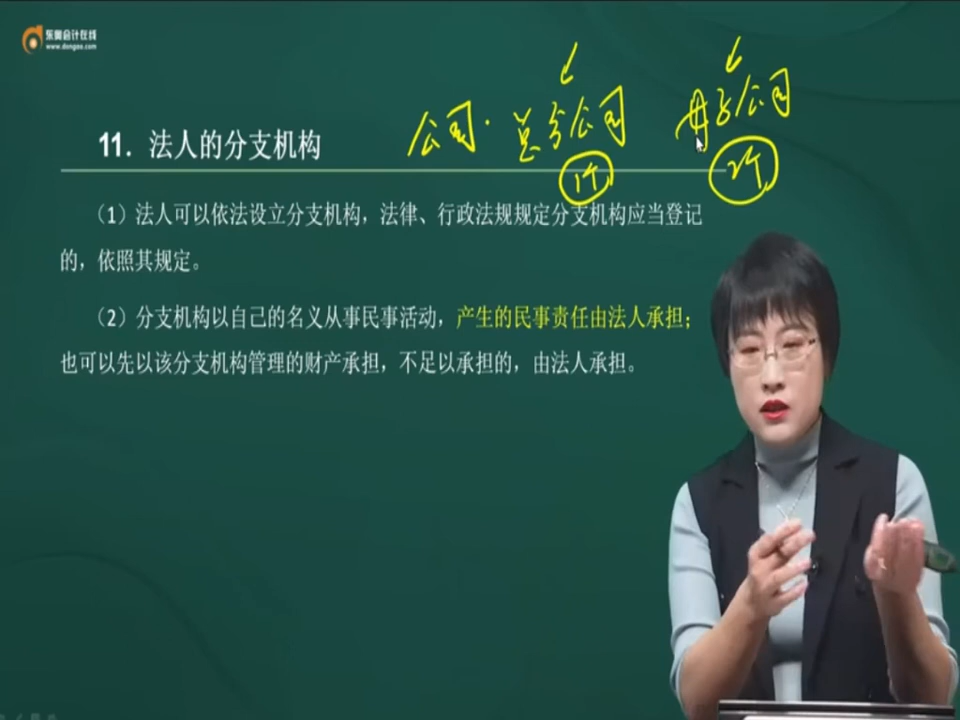 东奥会计在线
www.dongao.com
公司·总分公司 母子公司
1个 2个
11. 法人的分支机构
（1）法人可以依法设立分支机构，法律、行政法规规定分支机构应当登记
的，依照其规定。
（2）分支机构以自己的名义从事民事活动，产生的民事责任由法人承担；
也可以先以该分支机构管理的财产承担，不足以承担的，由法人承担。